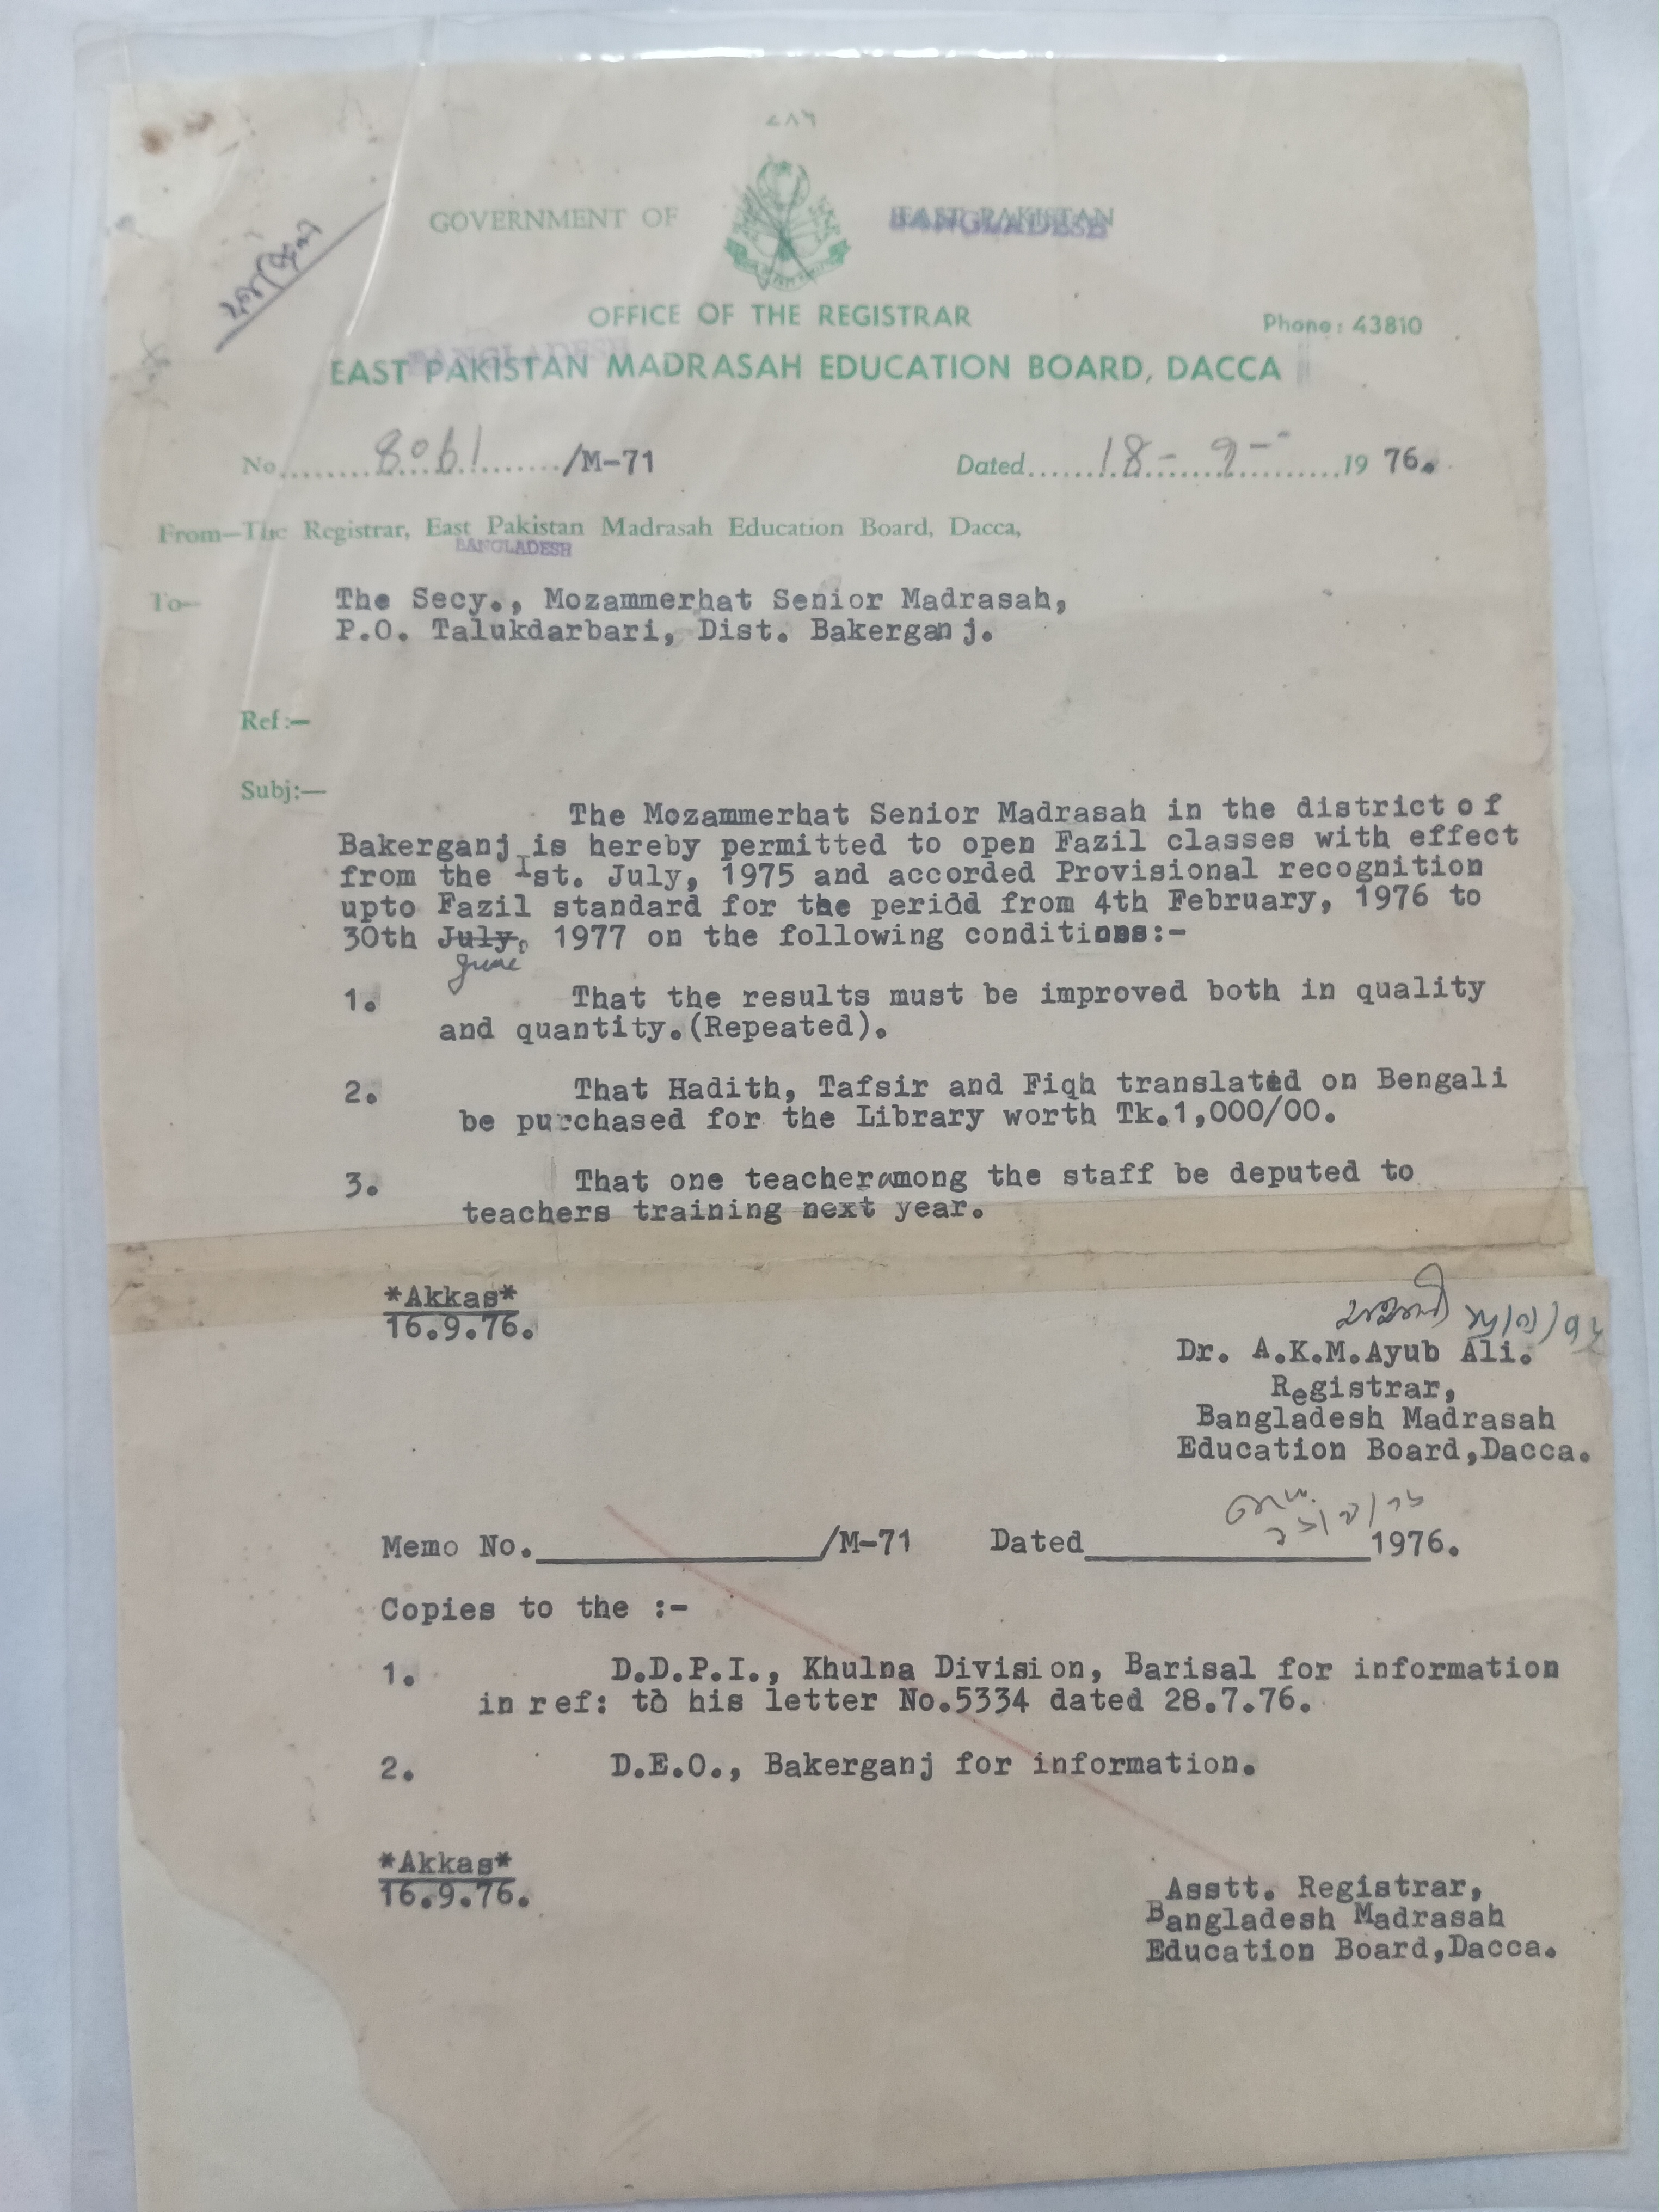 ٧٨٦
GOVERNMENT OF EAST PAKISTAN
BANGLADESH
OFFICE OF THE REGISTRAR
Phone : 43810
BANGLADESH
EAST PAKISTAN MADRASAH EDUCATION BOARD, DACCA
No. 8061 /M-71 Dated 18-9- 1976.
From—The Registrar, East Pakistan Madrasah Education Board, Dacca,
BANGLADESH
To— The Secy., Mozammerhat Senior Madrasah,
P.O. Talukdarbari, Dist. Bakerganj.
Ref :—
Subj:—
The Mozammerhat Senior Madrasah in the district of
Bakerganj is hereby permitted to open Fazil classes with effect
from the Ist. July, 1975 and accorded Provisional recognition
upto Fazil standard for the period from 4th February, 1976 to
30th July, 1977 on the following conditions:-
June
1. That the results must be improved both in quality
and quantity.(Repeated).
2. That Hadith, Tafsir and Fiqh translated on Bengali
be purchased for the Library worth Tk.1,000/00.
3. That one teacher among the staff be deputed to
teachers training next year.
*Akkas*
16.9.76.
Dr. A.K.M.Ayub Ali.
Registrar,
Bangladesh Madrasah
Education Board,Dacca.
Memo No. /M-71 Dated 1976.
Copies to the :-
1. D.D.P.I., Khulna Division, Barisal for information
in ref: to his letter No.5334 dated 28.7.76.
2. D.E.O., Bakerganj for information.
*Akkas*
16.9.76.
Asstt. Registrar,
Bangladesh Madrasah
Education Board,Dacca.